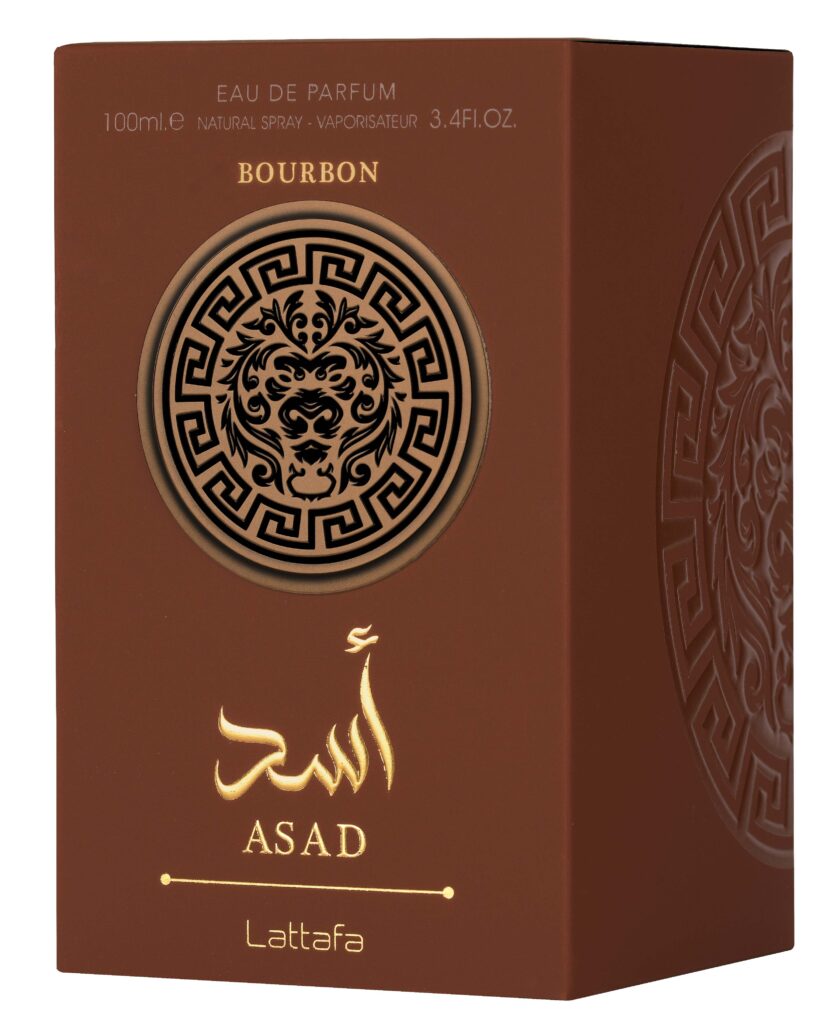 EAU DE PARFUM
100ml.e NATURAL SPRAY - VAPORISATEUR 3.4Fl.OZ.
BOURBON
أسد
ASAD
Lattafa